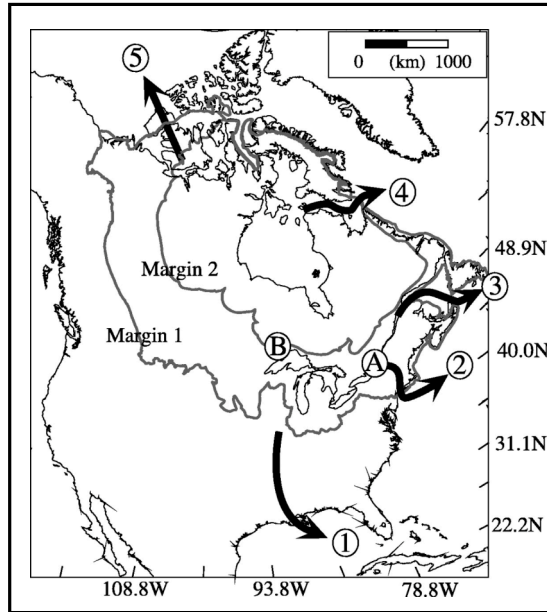 ⑤
0 (km) 1000
57.8N
④
48.9N
Margin 2
③
Margin 1
B
A
40.0N
②
31.1N
①
22.2N
108.8W 93.8W 78.8W